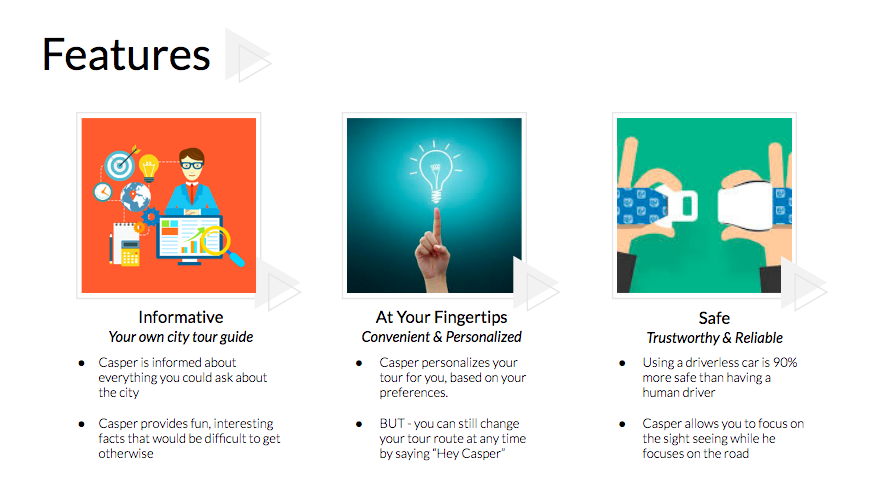 Features
Informative
Your own city tour guide
● Casper is informed about
everything you could ask about
the city
● Casper provides fun, interesting
facts that would be difficult to get
otherwise
At Your Fingertips
Convenient & Personalized
● Casper personalizes your
tour for you, based on your
preferences.
● BUT - you can still change
your tour route at any time
by saying “Hey Casper”
Safe
Trustworthy & Reliable
● Using a driverless car is 90%
more safe than having a
human driver
● Casper allows you to focus on
the sight seeing while he
focuses on the road